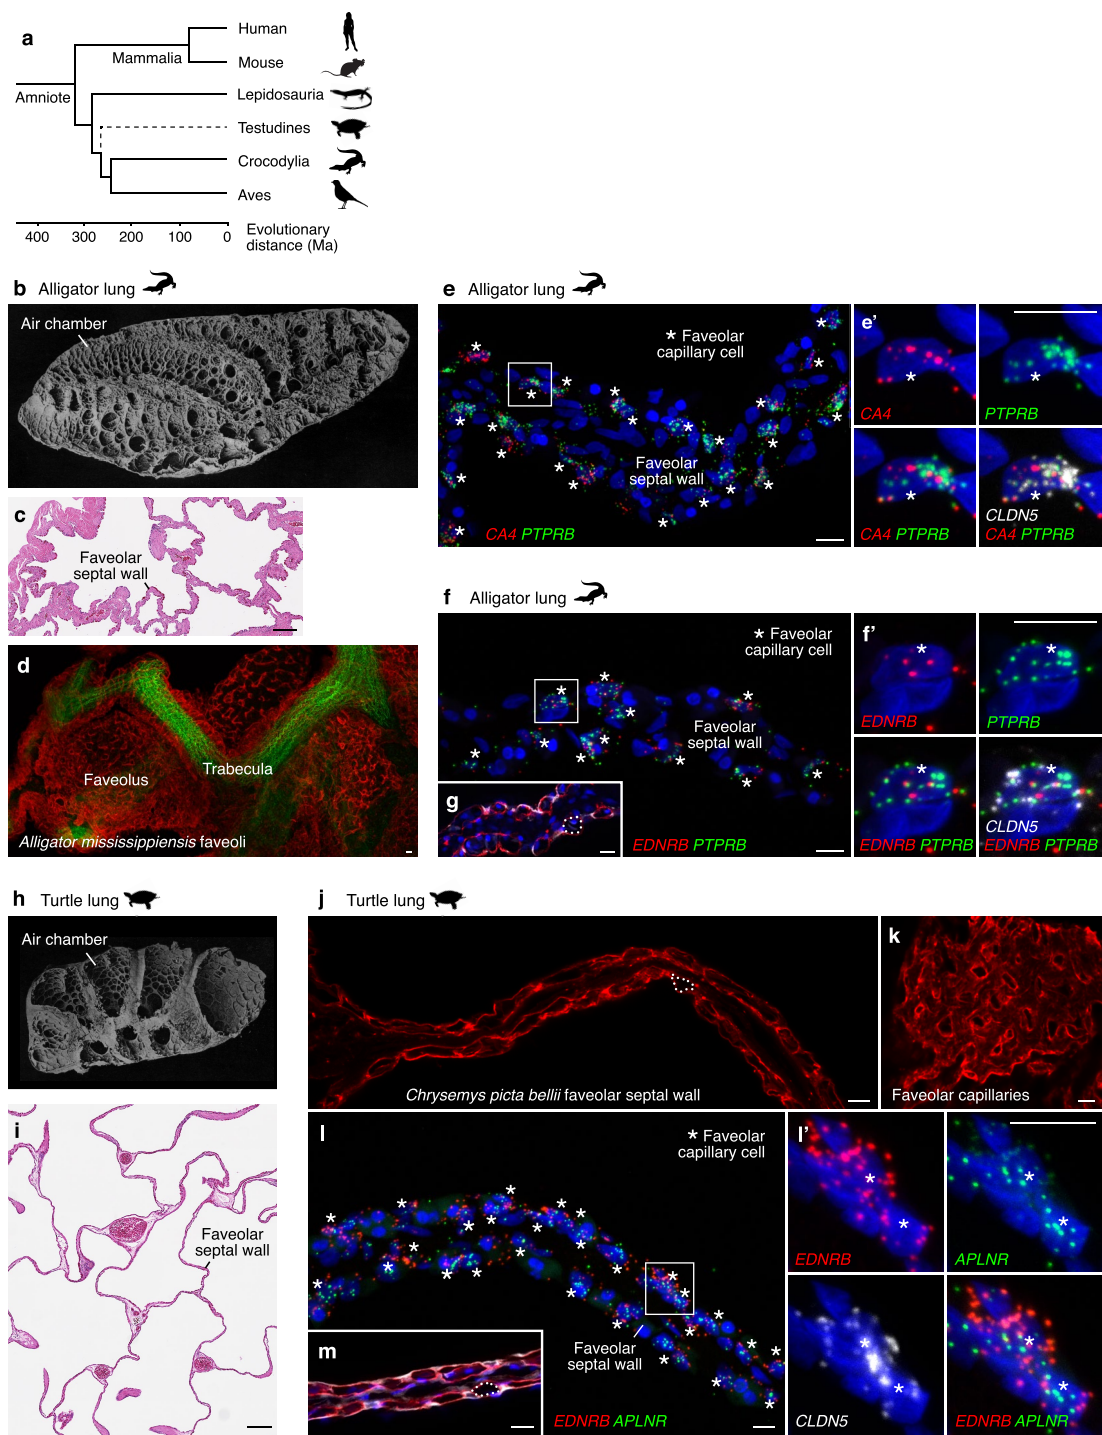 a
Human
Mammalia
Mouse
Amniote
Lepidosauria
Testudines
Crocodylia
Aves
400 300 200 100 0
Evolutionary
distance (Ma)
b Alligator lung
Air chamber
c
Faveolar
septal wall
d
Faveolus
Trabecula
Alligator mississippiensis faveoli
e Alligator lung
* Faveolar
capillary cell
Faveolar
septal wall
CA4 PTPRB
e’
CA4
PTPRB
CA4 PTPRB
CLDN5
CA4 PTPRB
f Alligator lung
* Faveolar
capillary cell
Faveolar
septal wall
g
EDNRB PTPRB
f’
EDNRB
PTPRB
EDNRB PTPRB
CLDN5
EDNRB PTPRB
h Turtle lung
Air chamber
i
Faveolar
septal wall
j Turtle lung
Chrysemys picta bellii faveolar septal wall
k
Faveolar capillaries
l
* Faveolar
capillary cell
Faveolar
septal wall
m
EDNRB APLNR
l’
EDNRB
APLNR
CLDN5
EDNRB APLNR